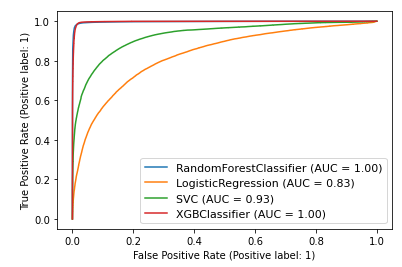 1.0
0.8
0.6
0.4
0.2
0.0
True Positive Rate (Positive label: 1)
RandomForestClassifier (AUC = 1.00)
LogisticRegression (AUC = 0.83)
SVC (AUC = 0.93)
XGBClassifier (AUC = 1.00)
0.0 0.2 0.4 0.6 0.8 1.0
False Positive Rate (Positive label: 1)